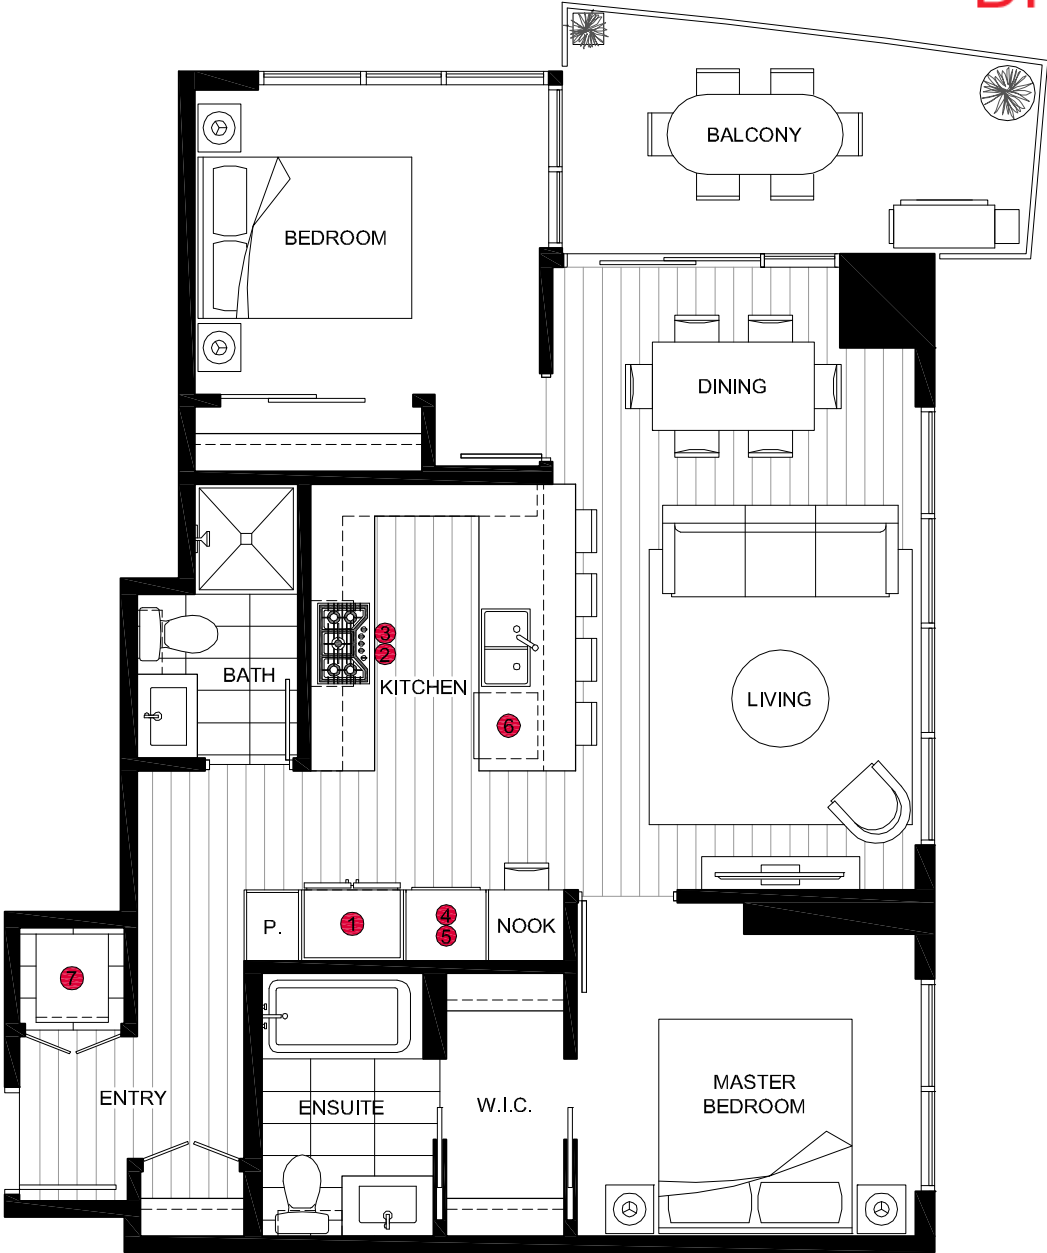 BALCONY
BEDROOM
DINING
3
2
BATH
KITCHEN
LIVING
6
P.
1
4
5
NOOK
7
ENTRY
ENSUITE
W.I.C.
MASTER
BEDROOM